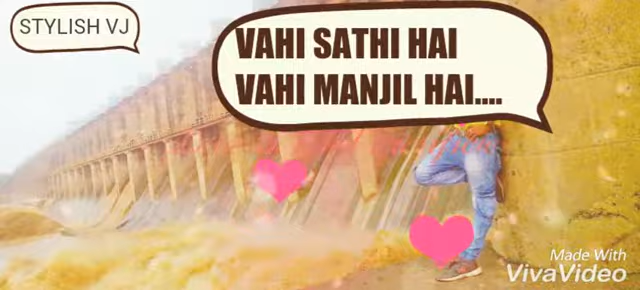 STYLISH VJ
VAHI SATHI HAI
VAHI MANJIL HAI....
Made With
VivaVideo